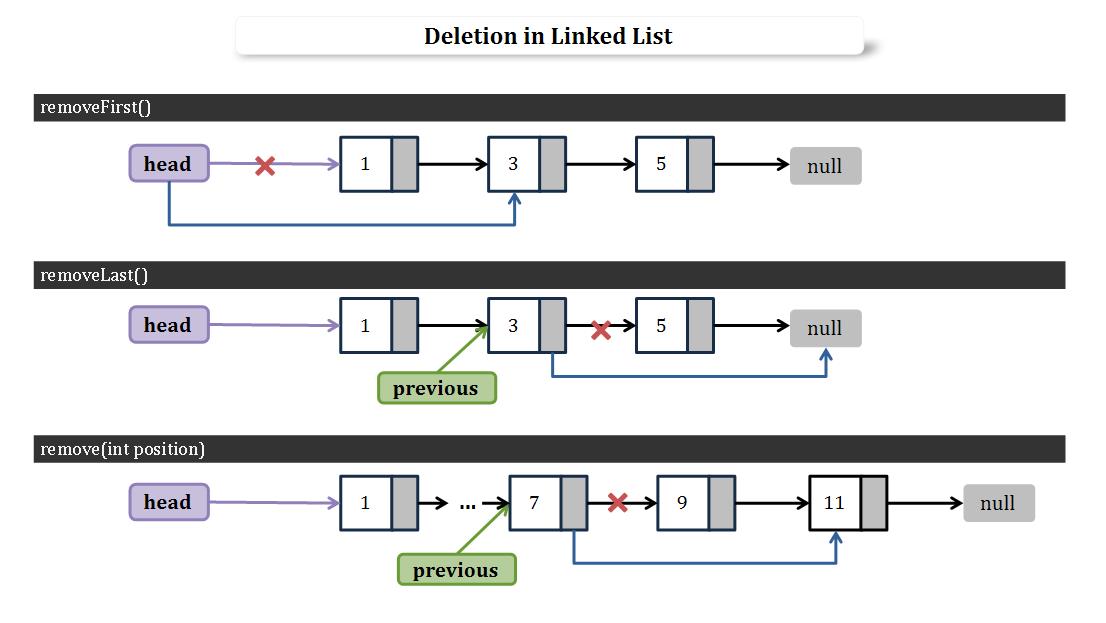 Deletion in Linked List
removeFirst()
head 1 3 5 null
removeLast()
head 1 3 5 null
previous
remove(int position)
head 1 ... 7 9 11 null
previous